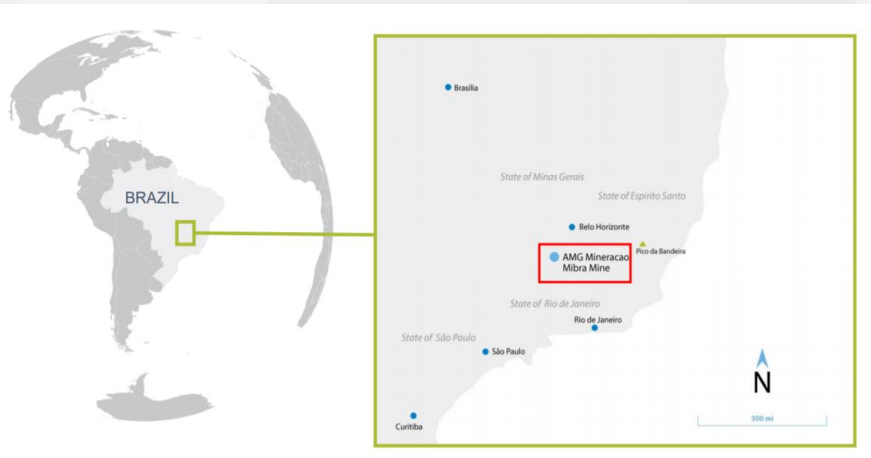 BRAZIL
Brasília
State of Minas Gerais
State of Espírito Santo
Belo Horizonte
Pico da Bandeira
AMG Mineracao
Mibra Mine
State of Rio de Janeiro
Rio de Janeiro
State of São Paulo
São Paulo
N
300 mi
Curitiba